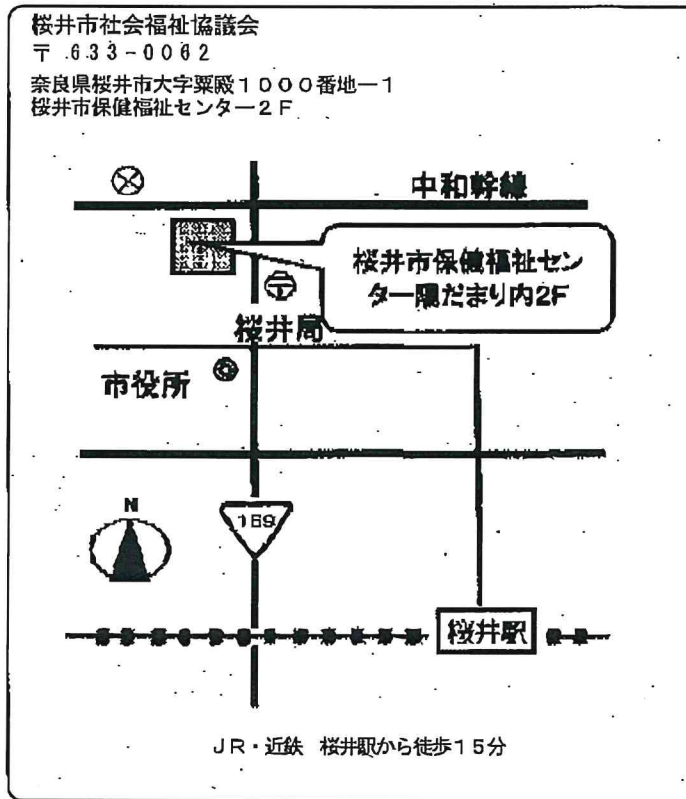 桜井市社会福祉協議会
〒 633-0062
奈良県桜井市大字粟殿1000番地ー1
桜井市保健福祉センター2F
中和幹線
桜井市保健福祉セン
ター陽だまり内2F
〒
桜井局
市役所
N
169
桜井駅
JR・近鉄 桜井駅から徒歩15分